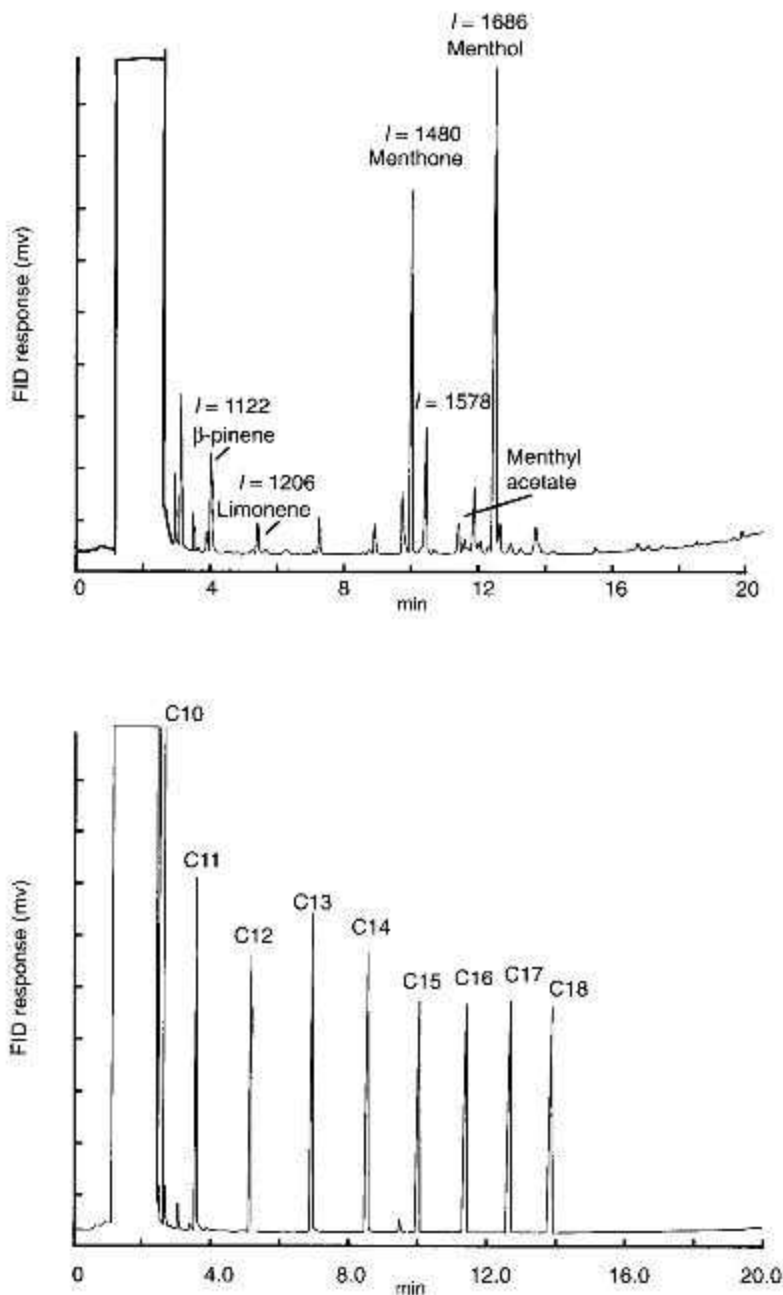 I = 1686
Menthol
I = 1480
Menthone
FID response (mv)
I = 1122
β-pinene
I = 1578
I = 1206
Limonene
Menthyl
acetate
0 4 8 12 16 20
min
C10
C11
C12
C13
C14
C15
C16
C17
C18
FID response (mv)
0 4.0 8.0 12.0 16.0 20.0
min